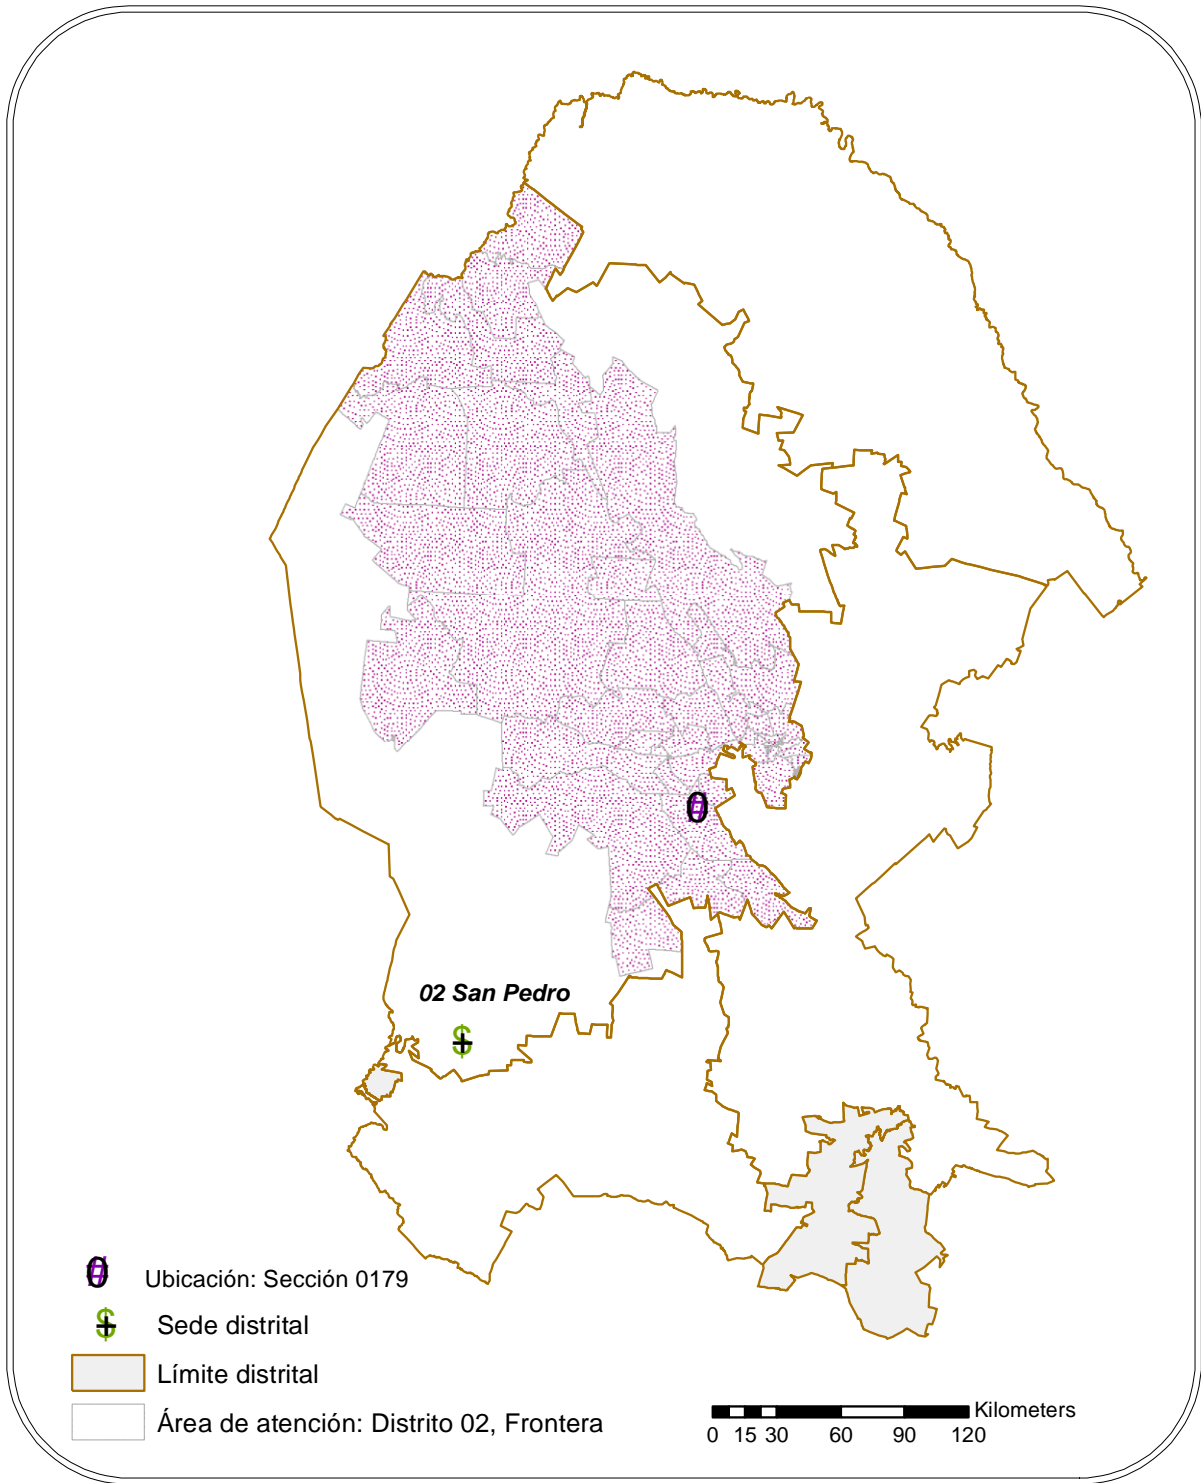 02 San Pedro
Ubicación: Sección 0179
Sede distrital
Límite distrital
Área de atención: Distrito 02, Frontera
Kilometers
0 15 30 60 90 120